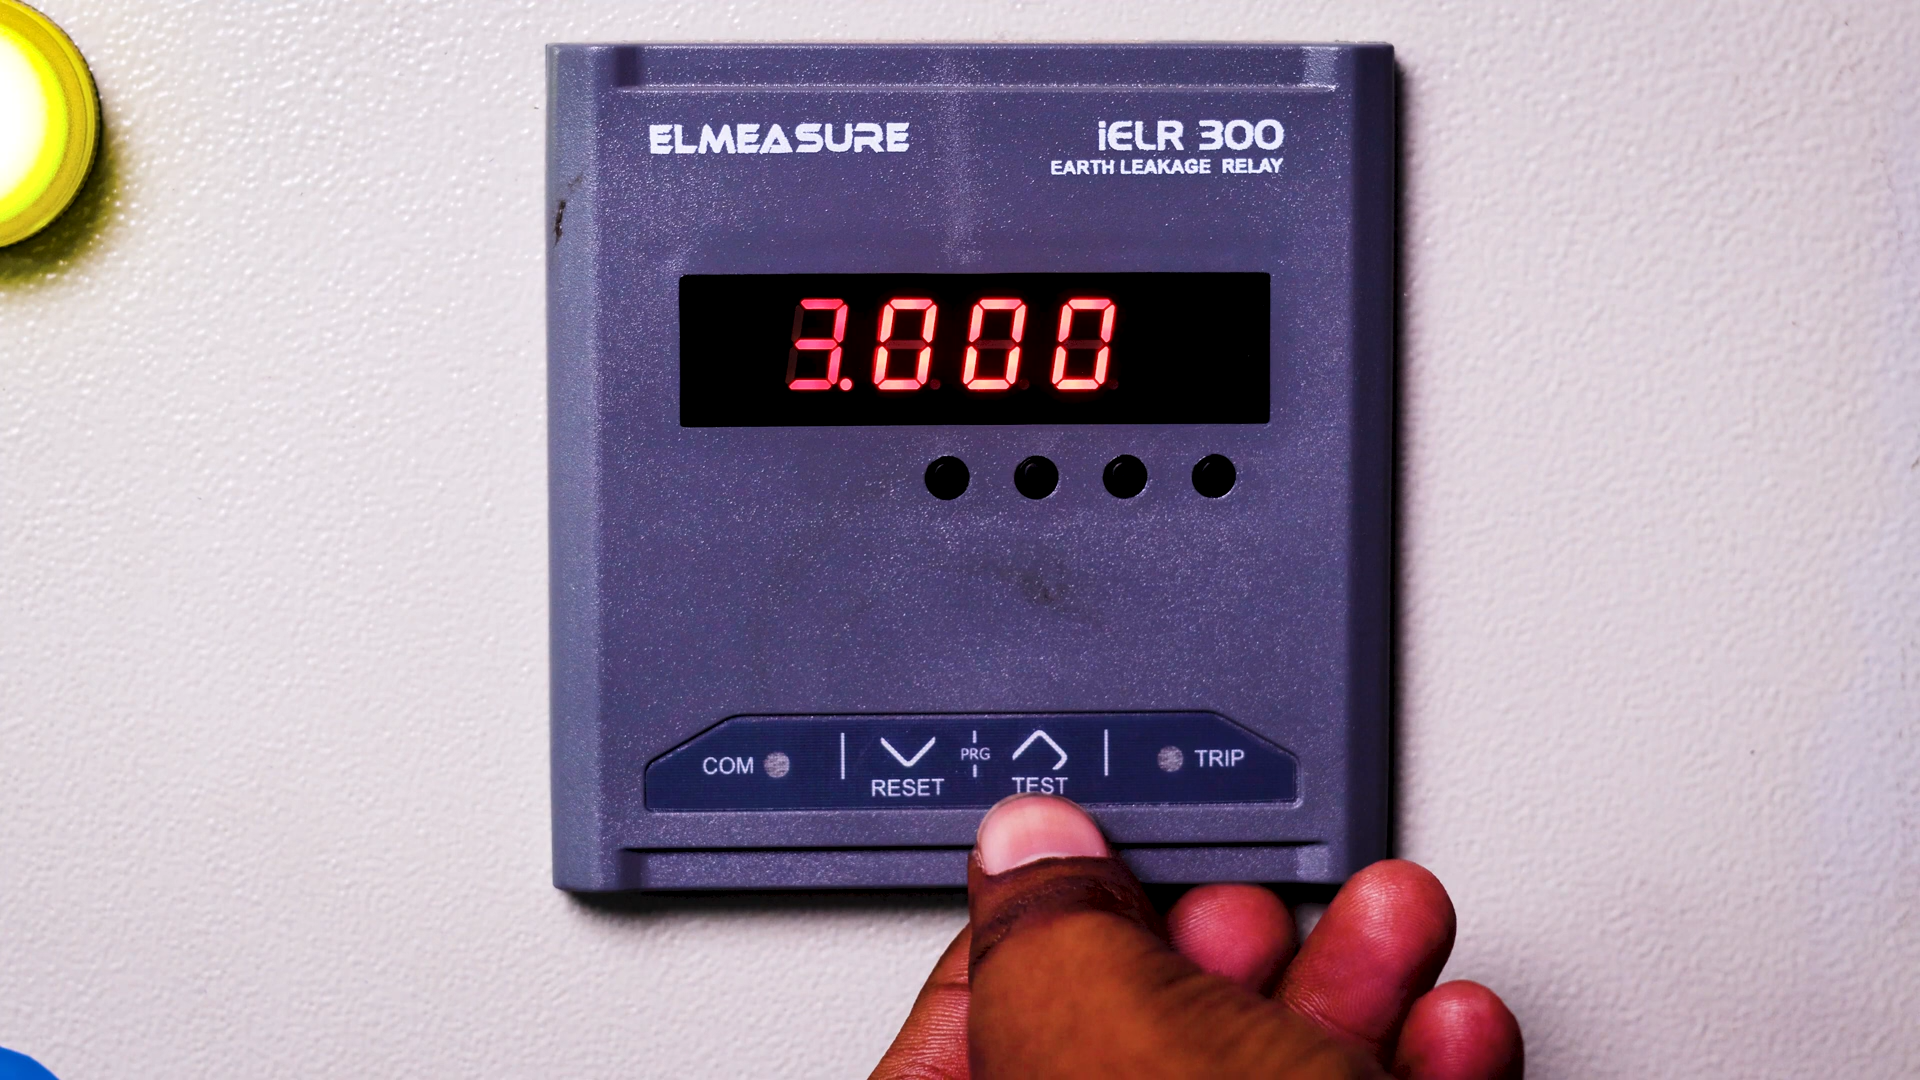 ELMEASURE
iELR 300
EARTH LEAKAGE RELAY
3.000
COM
RESET
PRG
TEST
TRIP